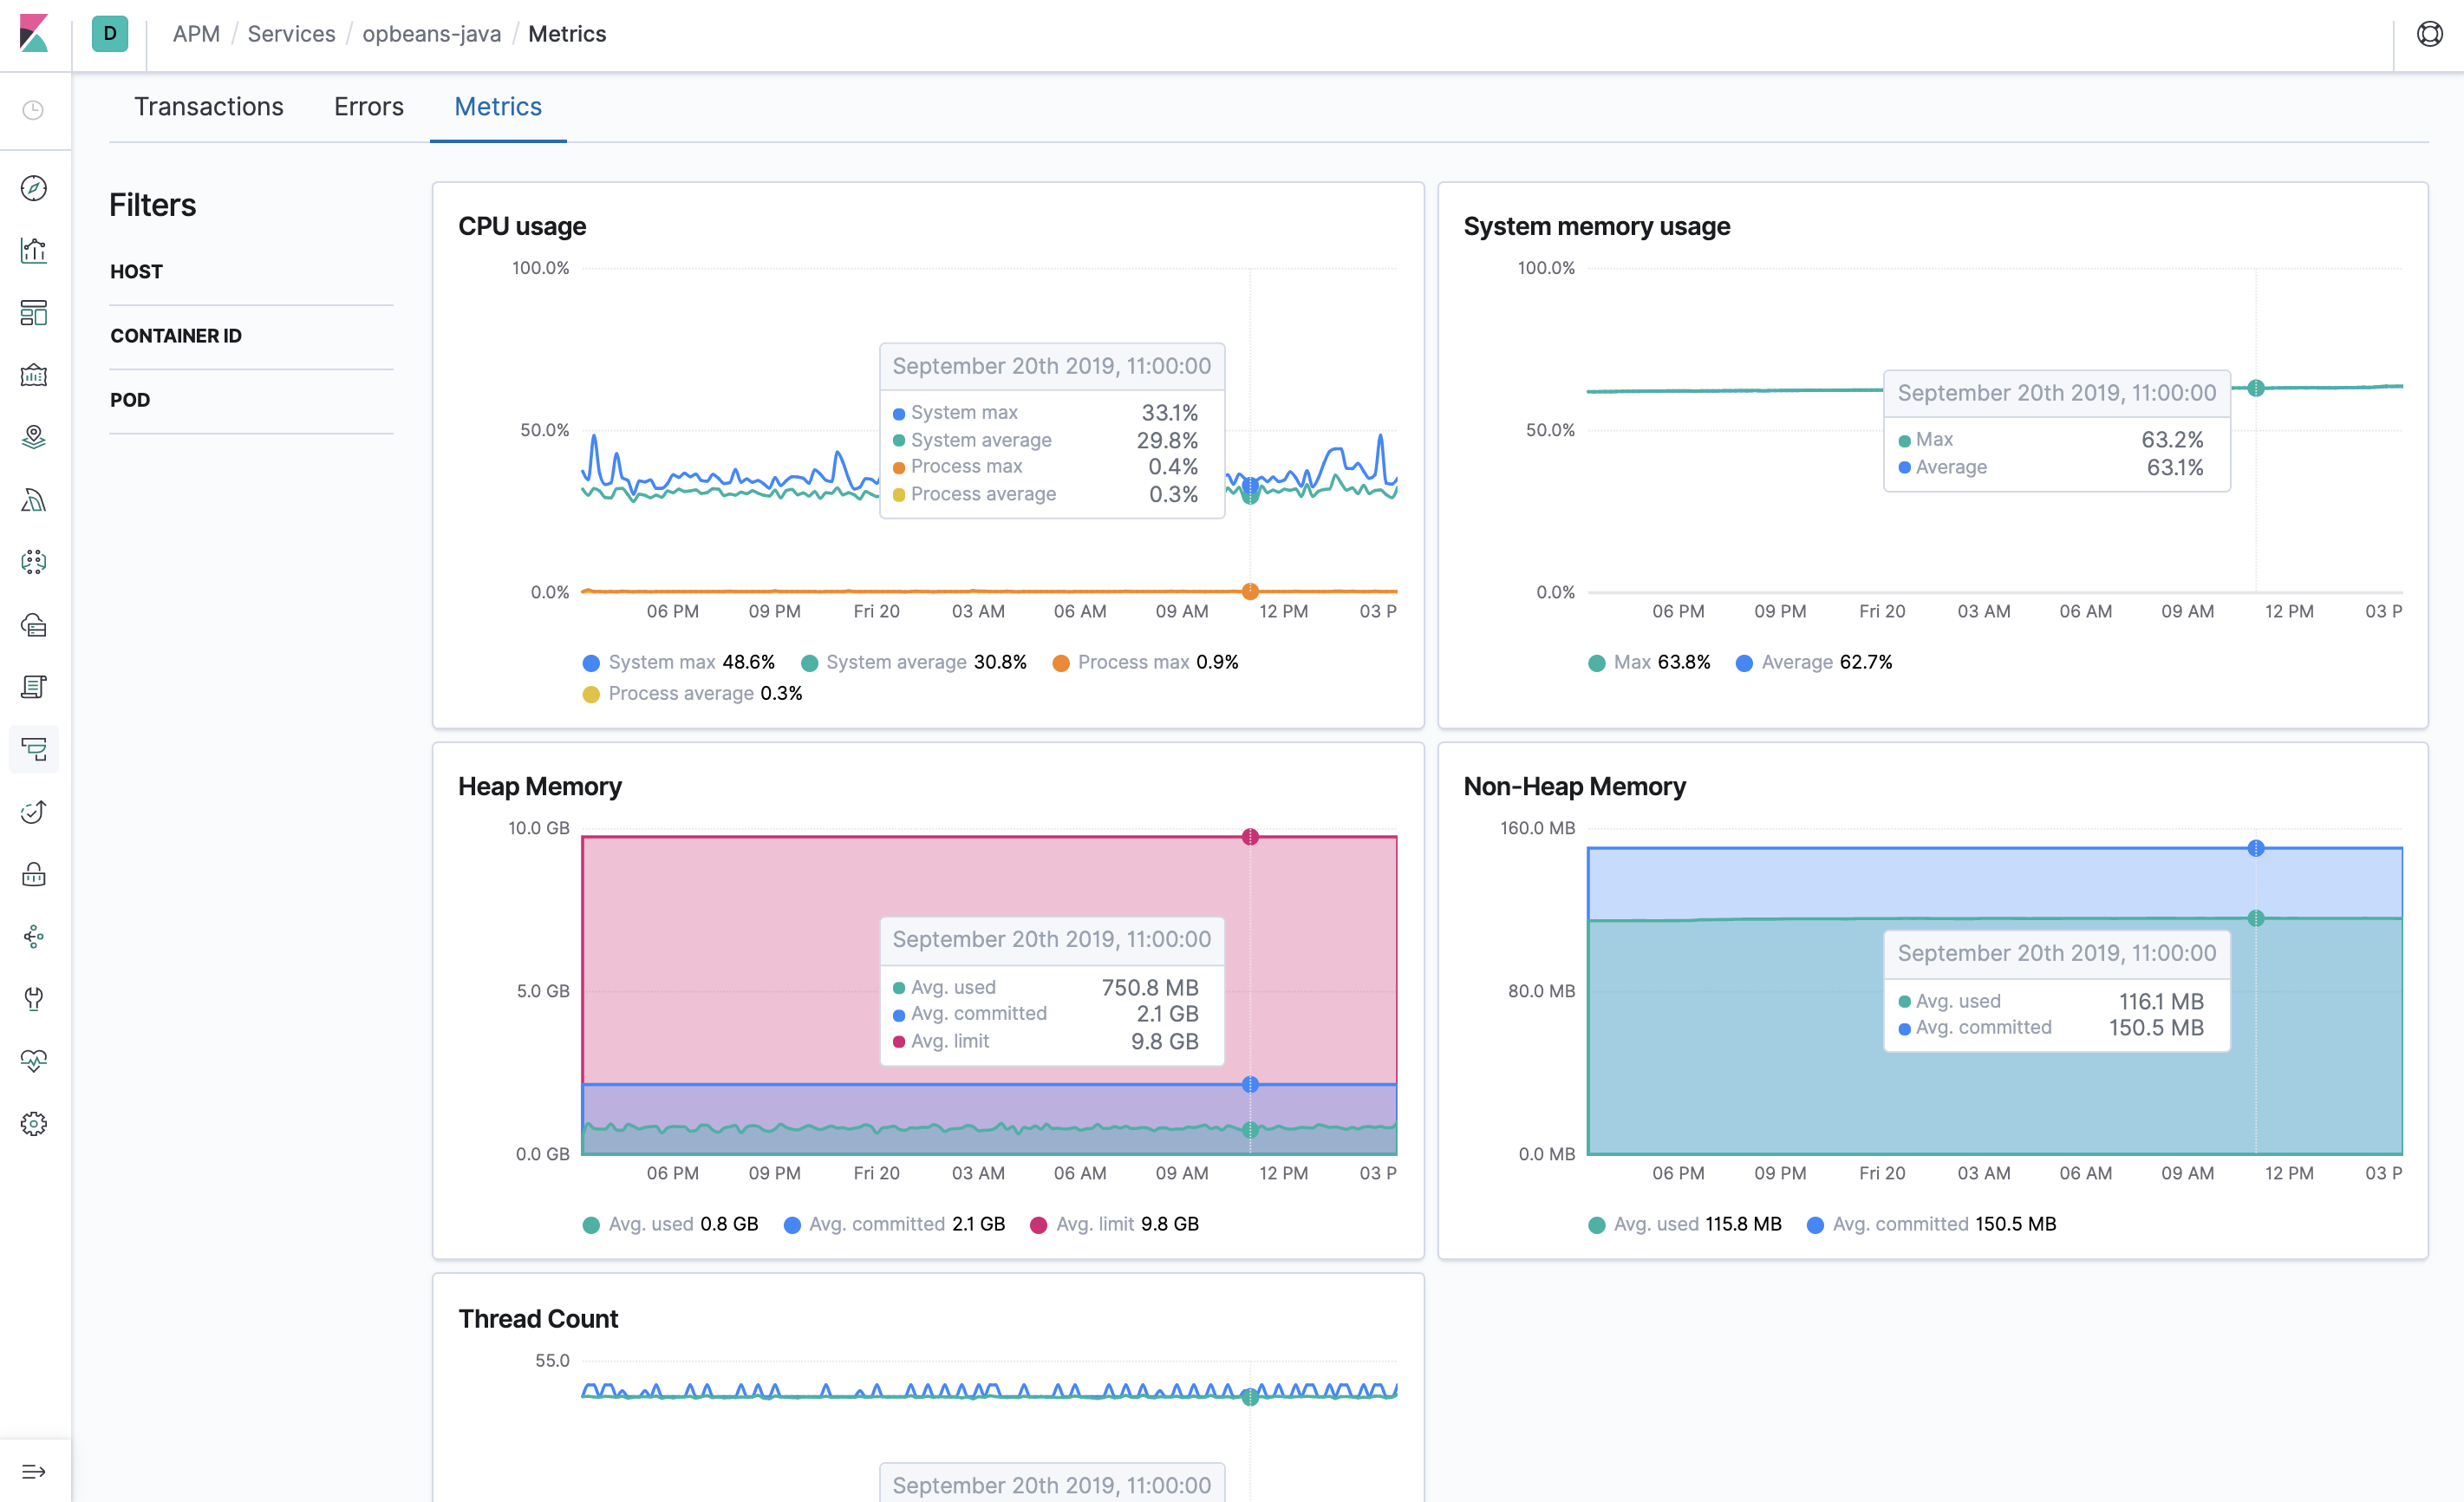 D APM / Services / opbeans-java / Metrics
Transactions Errors Metrics
Filters
HOST
CONTAINER ID
POD
CPU usage
100.0%
50.0%
0.0%
September 20th 2019, 11:00:00
System max 33.1%
System average 29.8%
Process max 0.4%
Process average 0.3%
06 PM 09 PM Fri 20 03 AM 06 AM 09 AM 12 PM 03 P
System max 48.6% System average 30.8% Process max 0.9%
Process average 0.3%
System memory usage
100.0%
50.0%
0.0%
September 20th 2019, 11:00:00
Max 63.2%
Average 63.1%
06 PM 09 PM Fri 20 03 AM 06 AM 09 AM 12 PM 03 P
Max 63.8% Average 62.7%
Heap Memory
10.0 GB
5.0 GB
0.0 GB
September 20th 2019, 11:00:00
Avg. used 750.8 MB
Avg. committed 2.1 GB
Avg. limit 9.8 GB
06 PM 09 PM Fri 20 03 AM 06 AM 09 AM 12 PM 03 P
Avg. used 0.8 GB Avg. committed 2.1 GB Avg. limit 9.8 GB
Non-Heap Memory
160.0 MB
80.0 MB
0.0 MB
September 20th 2019, 11:00:00
Avg. used 116.1 MB
Avg. committed 150.5 MB
06 PM 09 PM Fri 20 03 AM 06 AM 09 AM 12 PM 03 P
Avg. used 115.8 MB Avg. committed 150.5 MB
Thread Count
55.0
September 20th 2019, 11:00:00